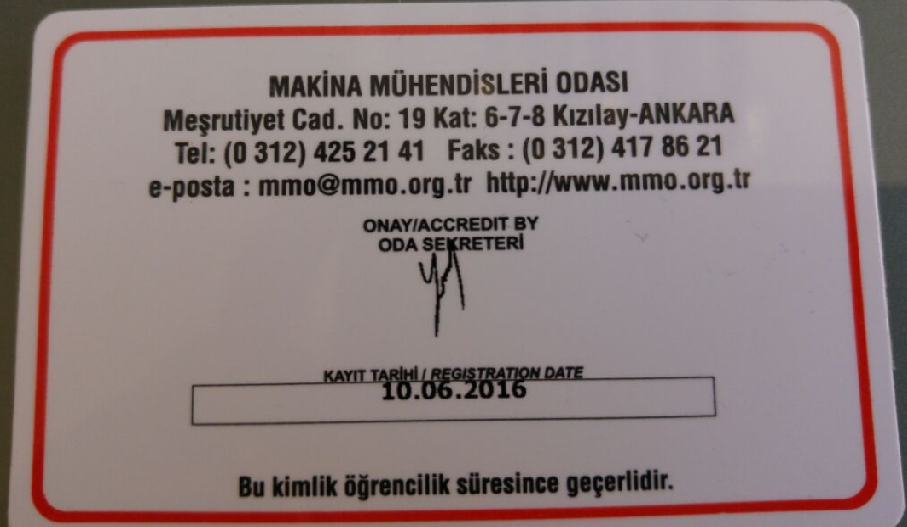 MAKİNA MÜHENDİSLERİ ODASI
Meşrutiyet Cad. No: 19 Kat: 6-7-8 Kızılay-ANKARA
Tel: (0 312) 425 21 41 Faks : (0 312) 417 86 21
e-posta : mmo@mmo.org.tr http://www.mmo.org.tr
ONAY/ACCREDIT BY
ODA SEKRETERİ
KAYIT TARİHİ / REGISTRATION DATE
10.06.2016
Bu kimlik öğrencilik süresince geçerlidir.